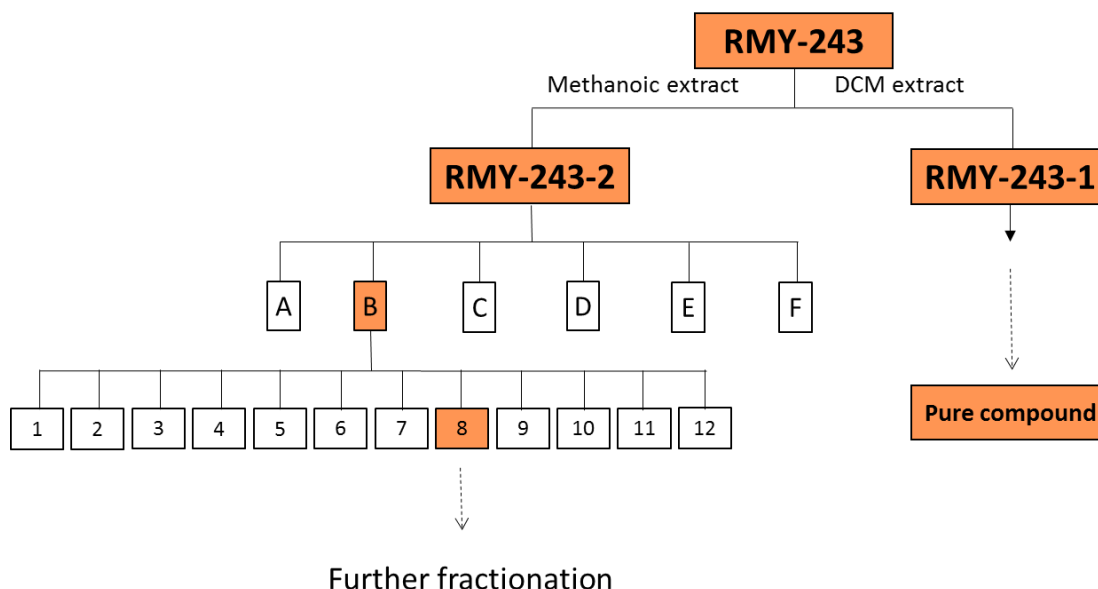 RMY-243
Methanoic extract
DCM extract
RMY-243-2
RMY-243-1
A
B
C
D
E
F
1
2
3
4
5
6
7
8
9
10
11
12
Pure compound
Further fractionation